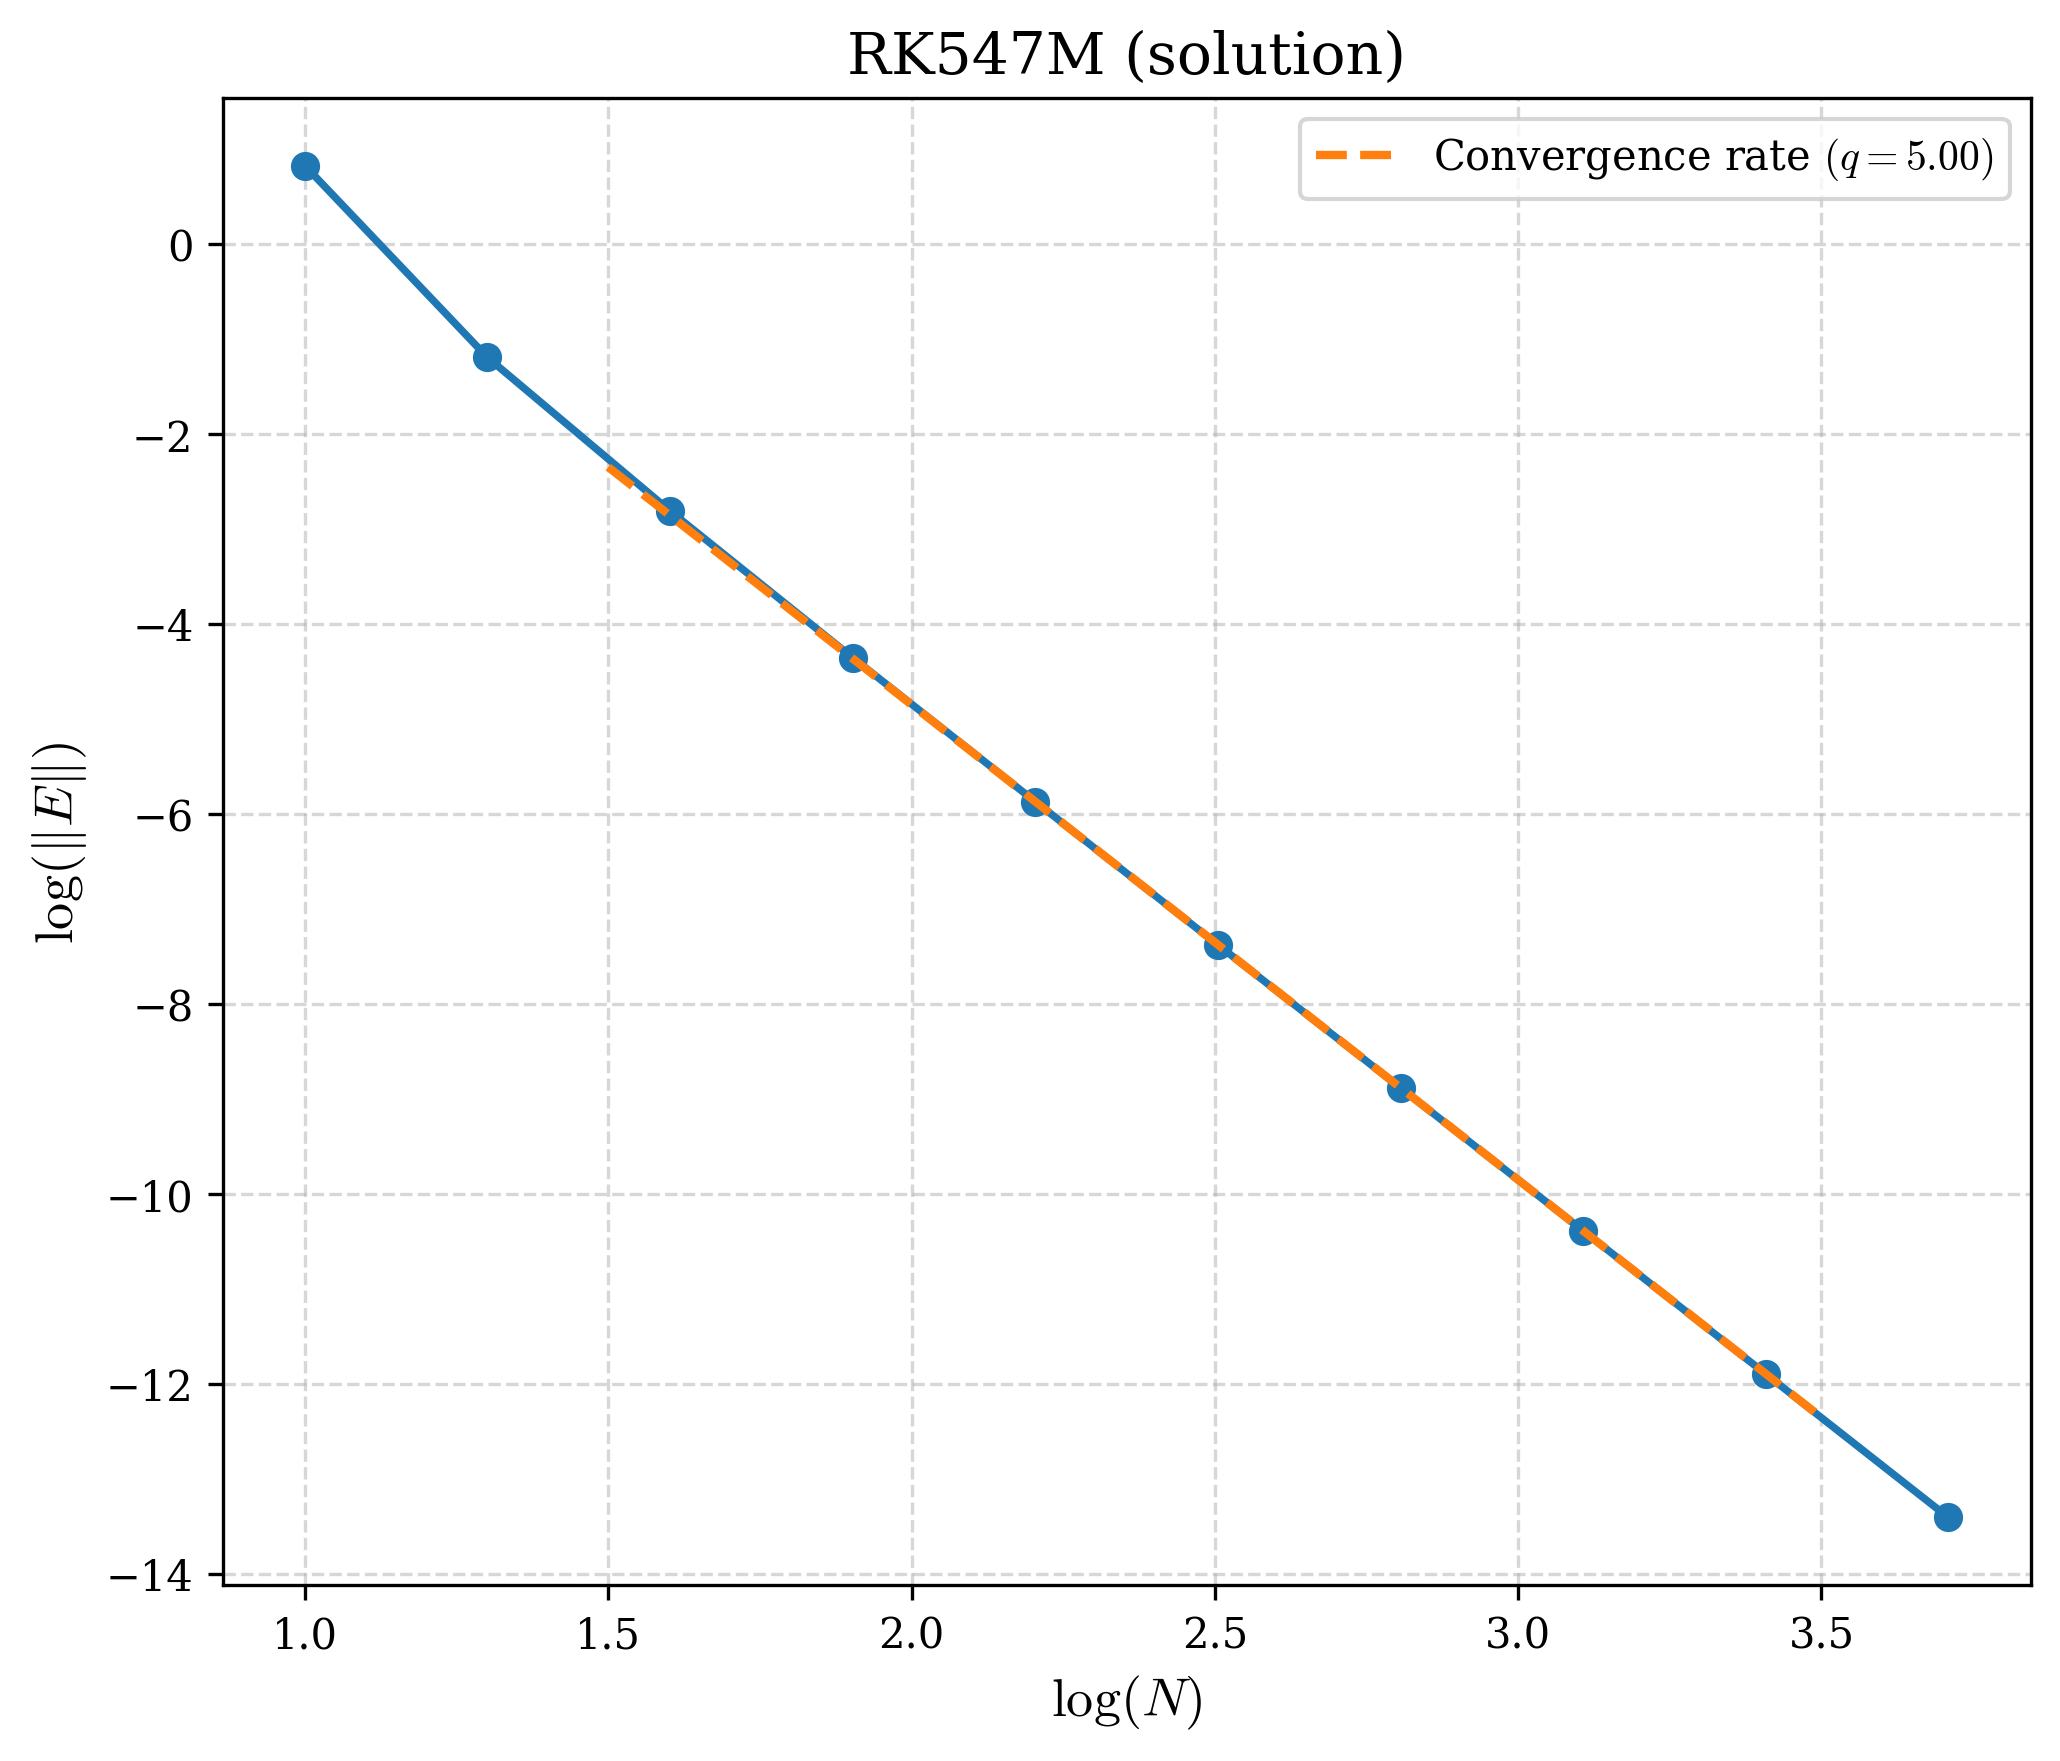 RK547M (solution)
Convergence rate (q = 5.00)
0
−2
−4
−6
−8
−10
−12
−14
log(||E||)
1.0 1.5 2.0 2.5 3.0 3.5
log(N)